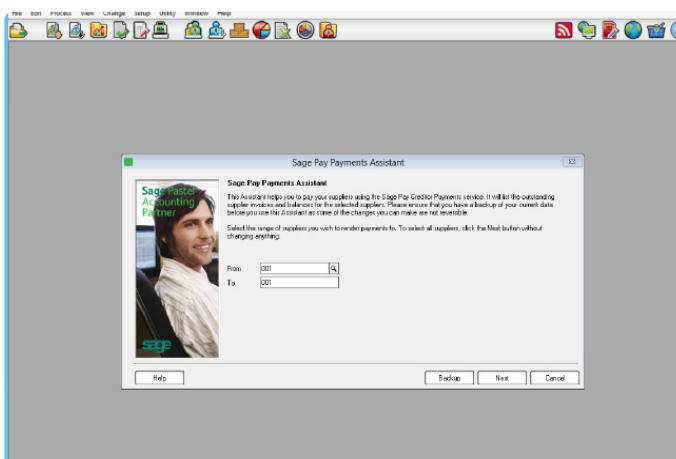 File Edit Process View Change Setup Utility Window Help
Sage Pay Payments Assistant
Sage Pastel
Accounting
Partner
sage
Sage Pay Payments Assistant
This Assistant helps you to pay your suppliers using the Sage Pay Creditor Payments service. It will list the outstanding
supplier invoices and balances for the selected suppliers. Please ensure that you have a backup of your current data
before you use this Assistant as some of the changes you can make are not reversible.
Select the range of suppliers you wish to render payments to. To select all suppliers, click the Next button without
changing anything.
From 001
To 001
Help Backup Next Cancel